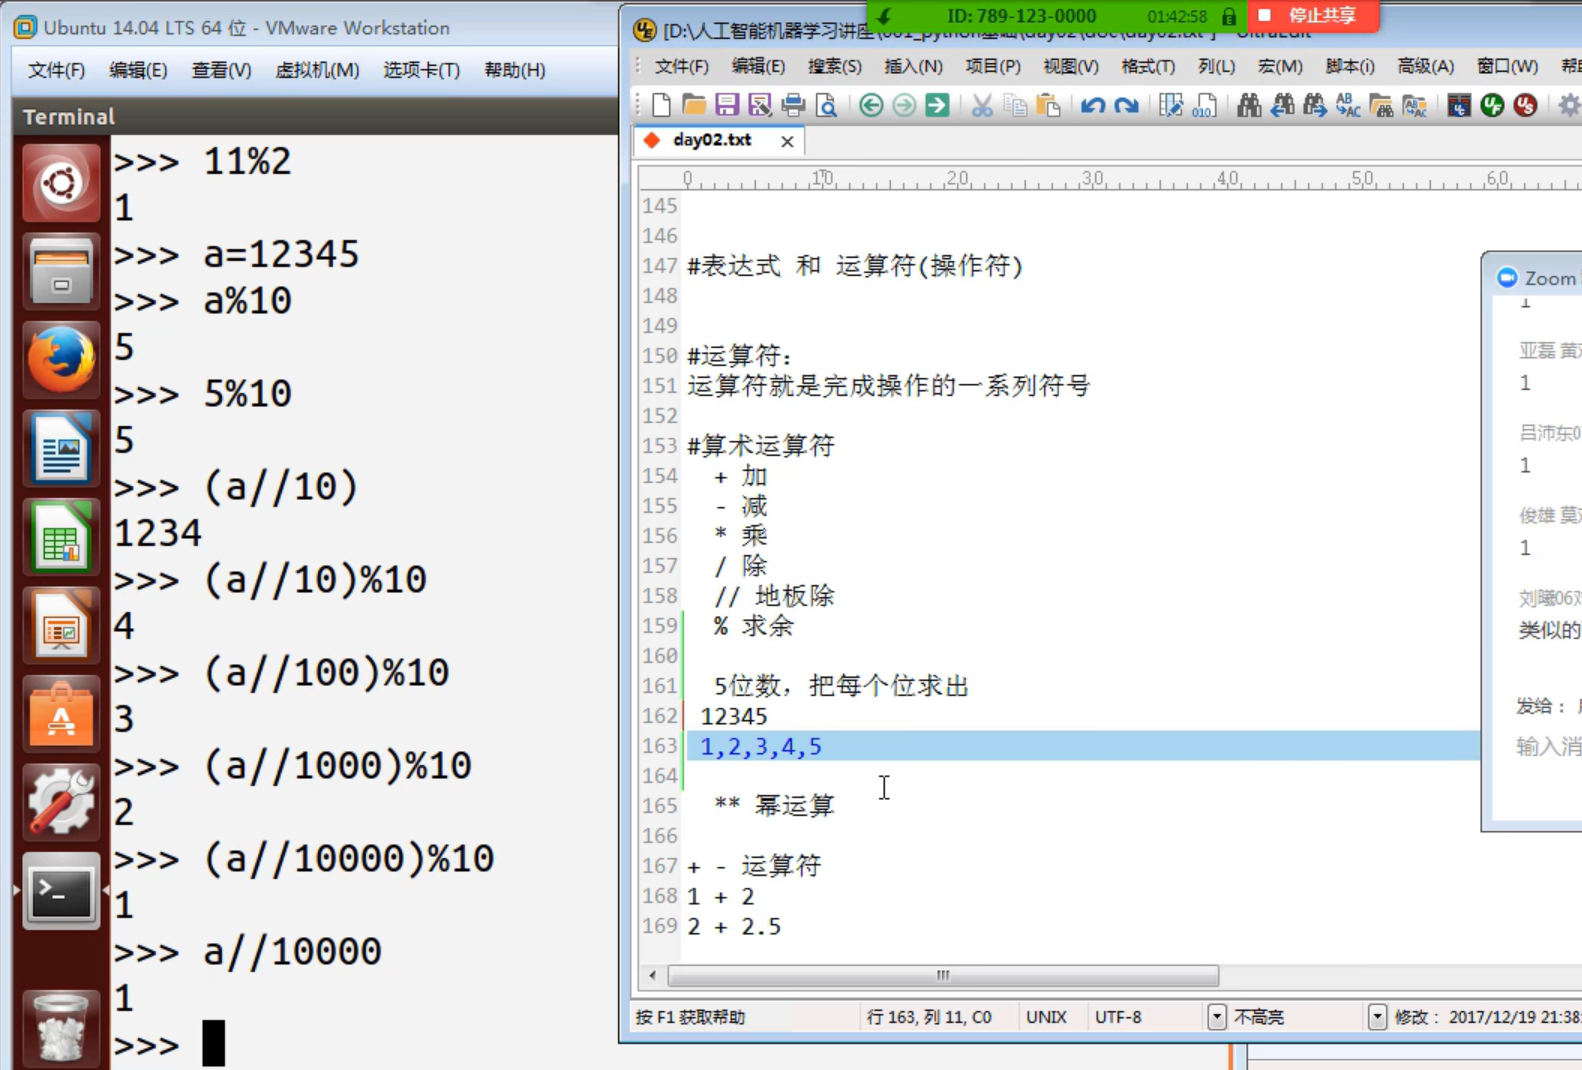 Ubuntu 14.04 LTS 64 位 - VMware Workstation
文件(F) 编辑(E) 查看(V) 虚拟机(M) 选项卡(T) 帮助(H)
Terminal
>>> 11%2
1
>>> a=12345
>>> a%10
5
>>> 5%10
5
>>> (a//10)
1234
>>> (a//10)%10
4
>>> (a//100)%10
3
>>> (a//1000)%10
2
>>> (a//10000)%10
1
>>> a//10000
1
>>>
ID: 789-123-0000 01:42:58 停止共享
[D:\人工智能机器学习讲座
文件(F) 编辑(E) 搜索(S) 插入(N) 项目(P) 视图(V) 格式(T) 列(L) 宏(M) 脚本(i) 高级(A) 窗口(W)
day02.txt
0 1,0 2,0 3,0 4,0 5,0 6,0
145
146
147 #表达式 和 运算符(操作符)
148
149
150 #运算符:
151 运算符就是完成操作的一系列符号
152
153 #算术运算符
154 + 加
155 - 减
156 * 乘
157 / 除
158 // 地板除
159 % 求余
160
161 5位数，把每个位求出
162 12345
163 1,2,3,4,5
164
165 ** 幂运算
166
167 + - 运算符
168 1 + 2
169 2 + 2.5
按 F1 获取帮助 行 163, 列 11, C0 UNIX UTF-8 不高亮 修改： 2017/12/19 21:38:
Zoom
1
亚磊 黄
1
吕沛东0
1
俊雄 莫
1
刘曦06
类似的
发给：
输入消